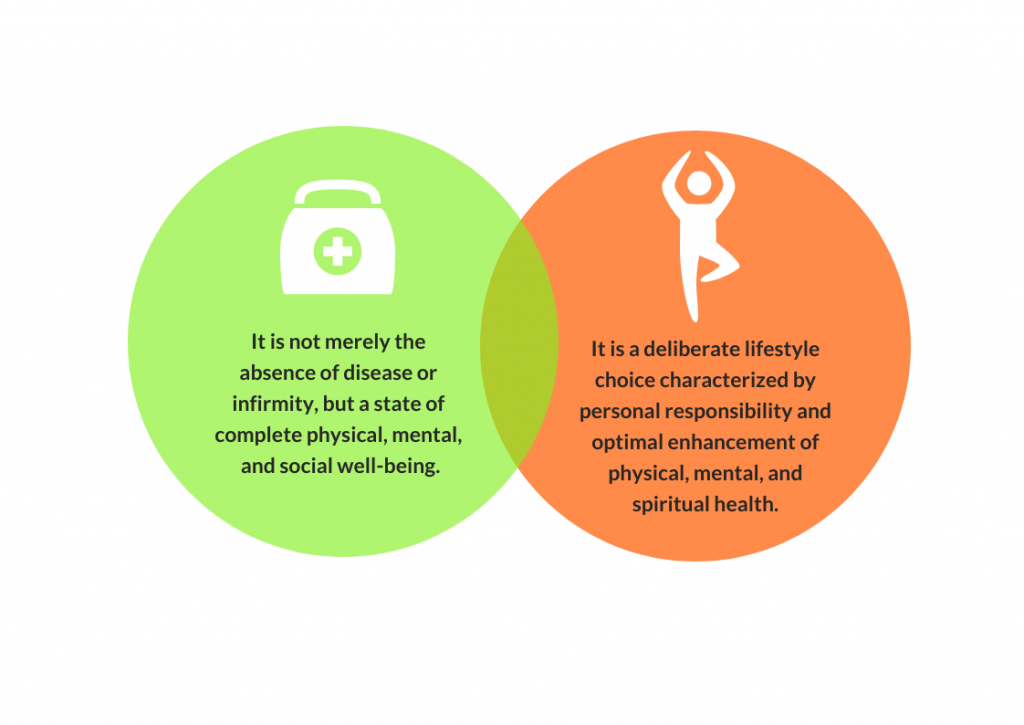 It is not merely the
absence of disease or
infirmity, but a state of
complete physical, mental,
and social well-being.
It is a deliberate lifestyle
choice characterized by
personal responsibility and
optimal enhancement of
physical, mental, and
spiritual health.